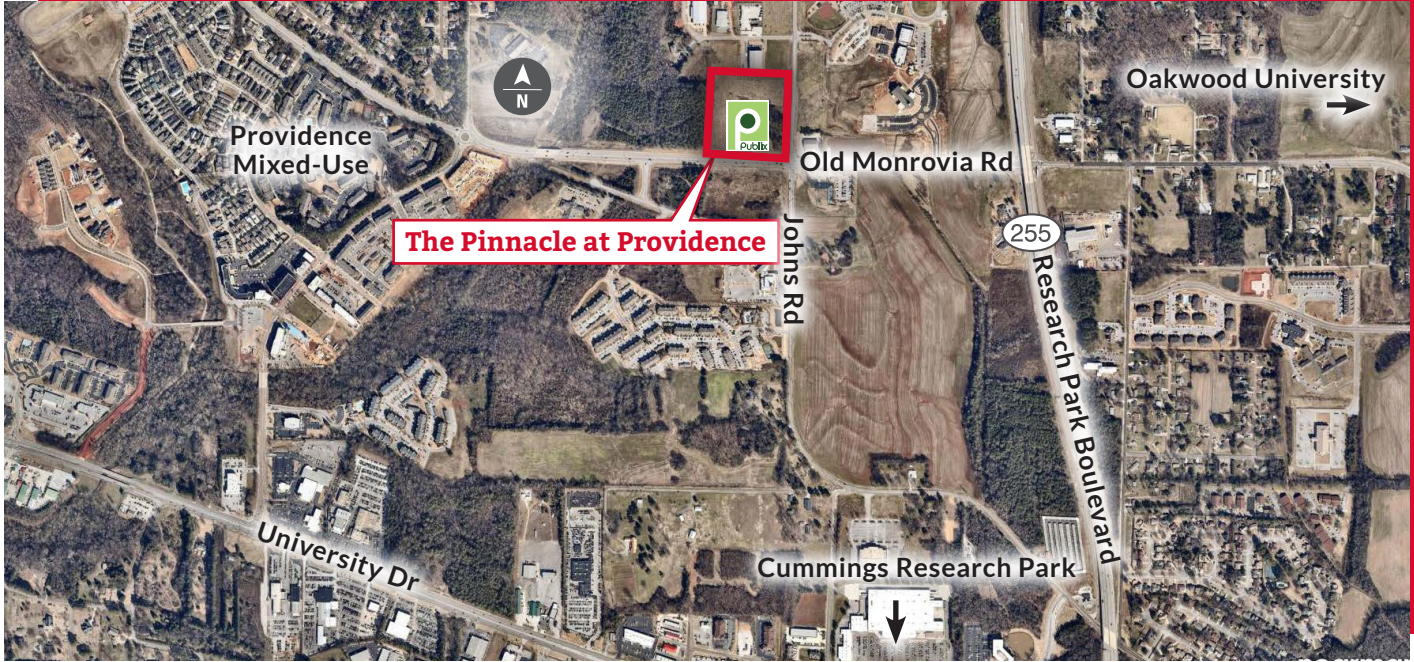 Oakwood University
N
Publix
Providence
Mixed-Use
Old Monrovia Rd
The Pinnacle at Providence
Johns Rd
255
Research Park Boulevard
University Dr
Cummings Research Park